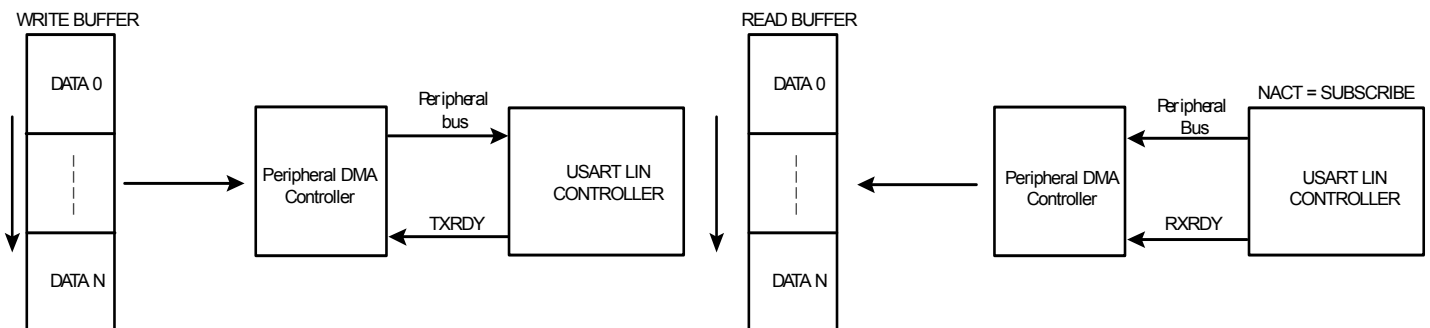 WRITE BUFFER
DATA 0
DATA N
Peripheral DMA
Controller
Peripheral
bus
TXRDY
USART LIN
CONTROLLER
READ BUFFER
DATA 0
DATA N
Peripheral DMA
Controller
Peripheral
Bus
RXRDY
NACT = SUBSCRIBE
USART LIN
CONTROLLER